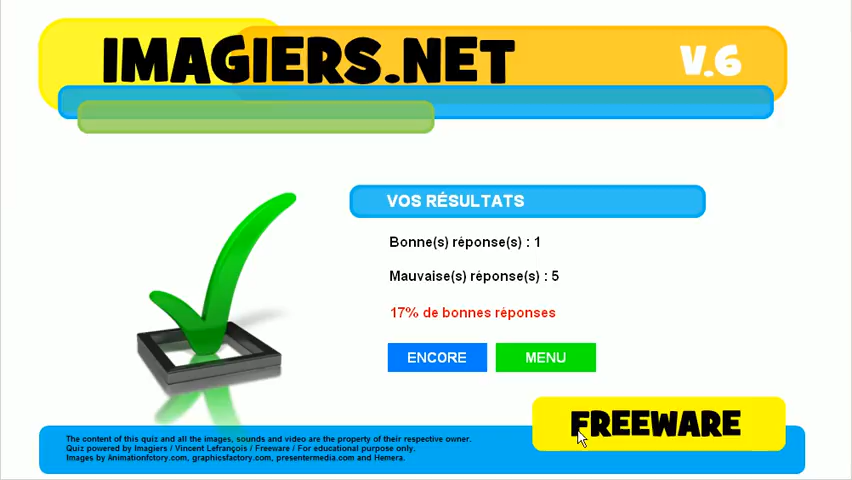 IMAGIERS.NET
V.6
VOS RÉSULTATS
Bonne(s) réponse(s) : 1
Mauvaise(s) réponse(s) : 5
17% de bonnes réponses
ENCORE
MENU
FREEWARE
The content of this quiz and all the images, sounds and video are the property of their respective owner.
Quiz powered by Imagiers / Vincent Lefrançois / Freeware / For educational purpose only.
Images by Animationfctory.com, graphicsfactory.com, presentermedia.com and Hemera.